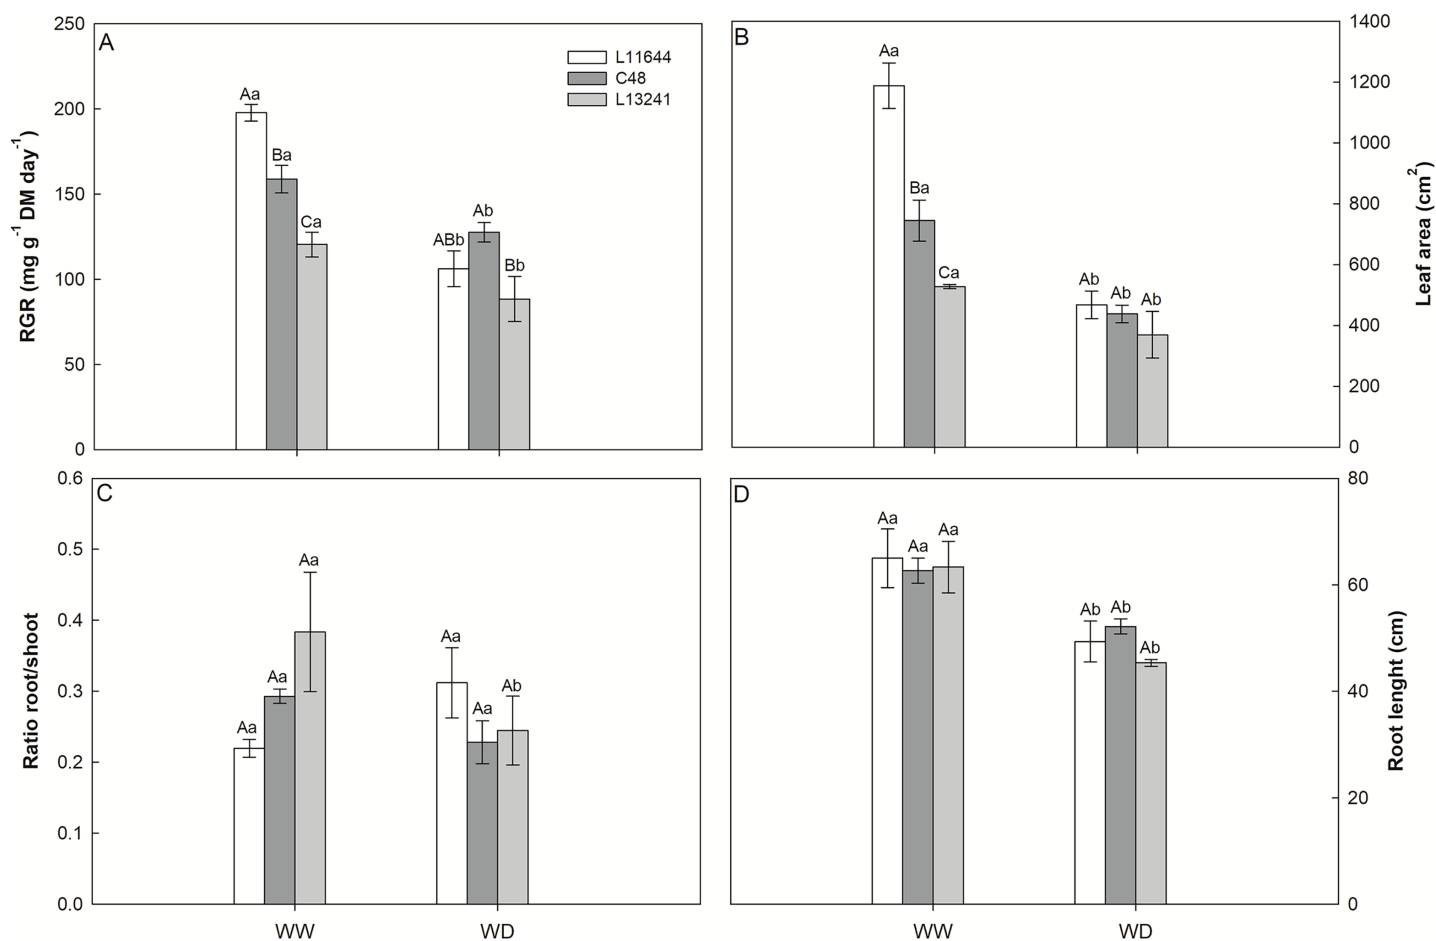 A
L11644
C48
L13241
250
200
150
100
50
0
RGR (mg g⁻¹ DM day⁻¹)
Aa
Ba
Ca
ABb
Ab
Bb
B
1400
1200
1000
800
600
400
200
0
Leaf area (cm²)
Aa
Ba
Ca
Ab
Ab
Ab
C
0.6
0.5
0.4
0.3
0.2
0.1
0.0
Ratio root/shoot
Aa
Aa
Aa
Aa
Aa
Ab
WW
WD
D
80
60
40
20
0
Root lenght (cm)
Aa
Aa
Aa
Ab
Ab
Ab
WW
WD